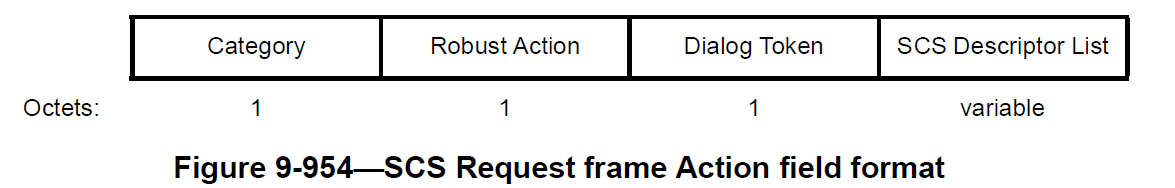 Category Robust Action Dialog Token SCS Descriptor List
Octets: 1 1 1 variable
Figure 9-954—SCS Request frame Action field format